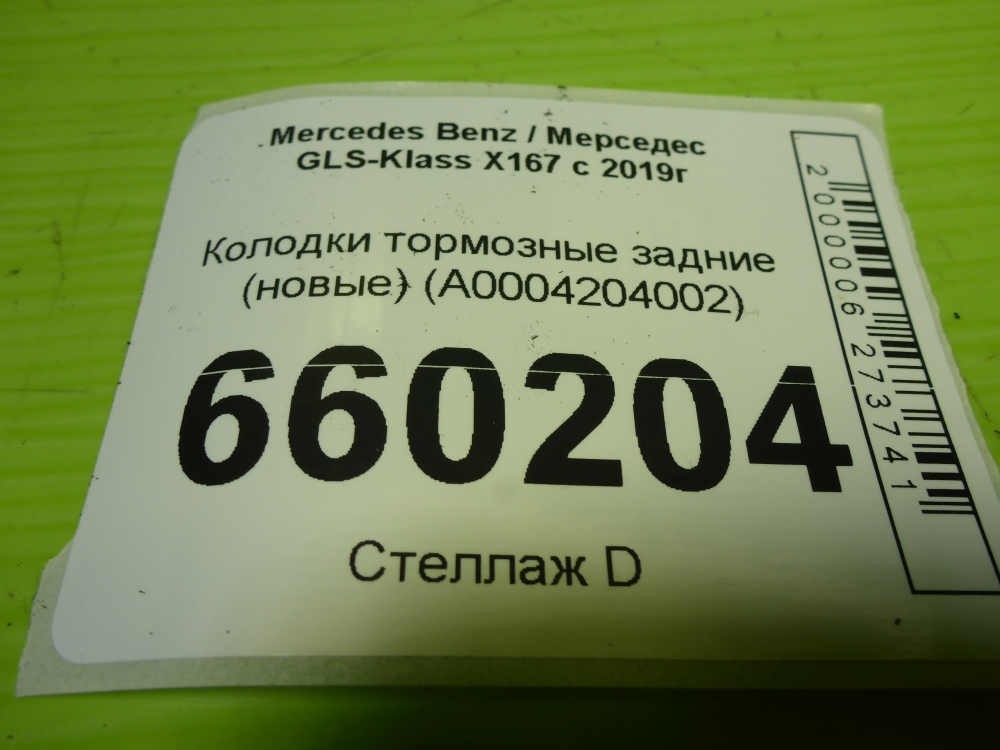 Mercedes Benz / Мерседес
GLS-Klass X167 с 2019г
Колодки тормозные задние
(новые) (A0004204002)
660204
Стеллаж D
2000006273741